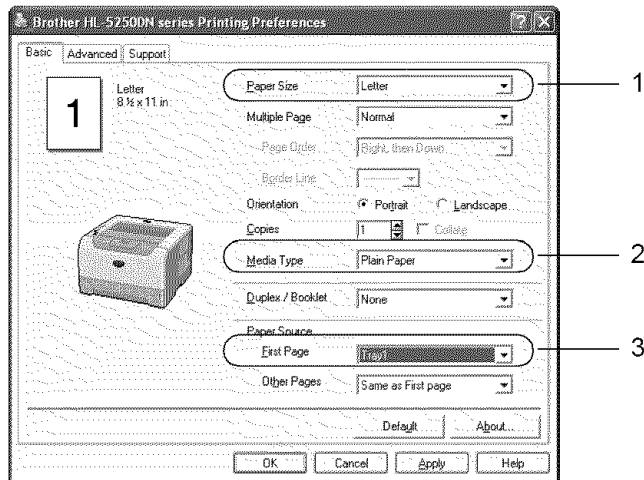 Brother HL-5250DN series Printing Preferences
Basic Advanced Support
1
Letter
8 ½ x 11 in
Paper Size Letter 1
Multiple Page Normal
Page Order Right, then Down
Border Line
Orientation Portrait Landscape
Copies 1 Collate
Media Type Plain Paper 2
Duplex / Booklet None
Paper Source
First Page Tray1 3
Other Pages Same as First page
Default About...
OK Cancel Apply Help